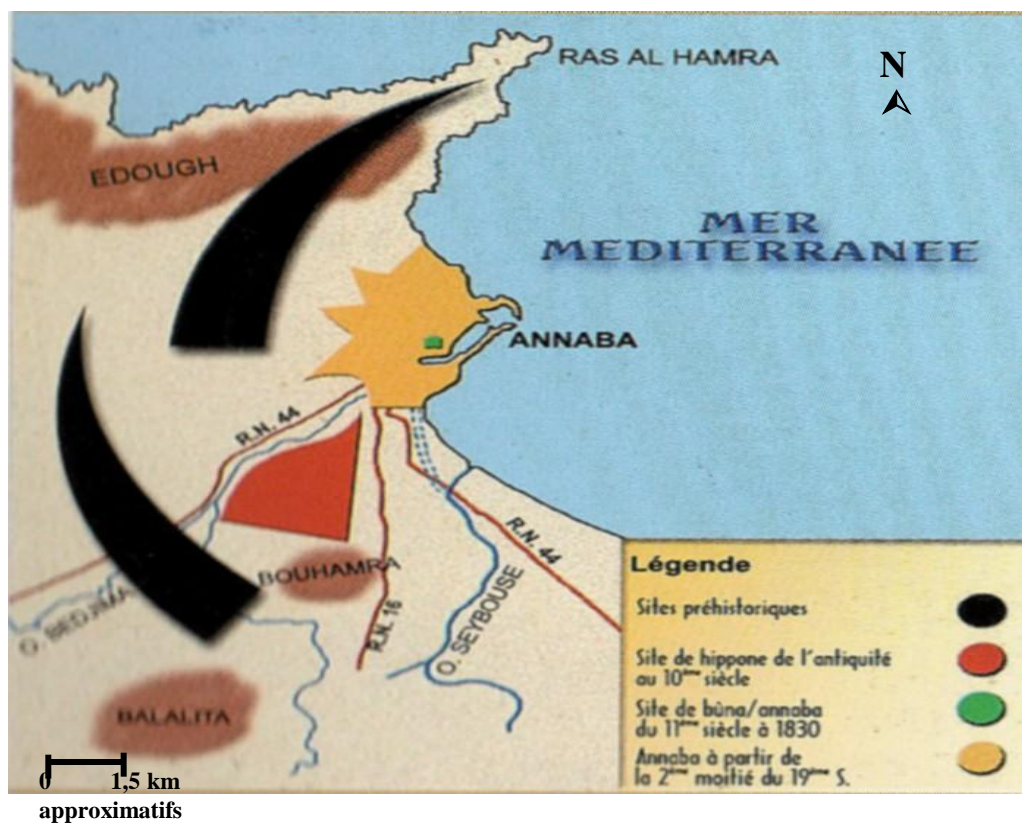 RAS AL HAMRA
N
EDOUGH
MER
MEDITERRANEE
ANNABA
R.N. 44
R.N. 44
BOUHAMRA
O. BEDJIMA
R.N. 16
O. SEYBOUSE
BALALITA
Légende
Sites préhistoriques
Site de hippone de l'antiquité
au 10ème siècle
Site de bûna/annaba
du 11ème siècle à 1830
Annaba à partir de
la 2ème moitié du 19ème S.
0 1,5 km
approximatifs